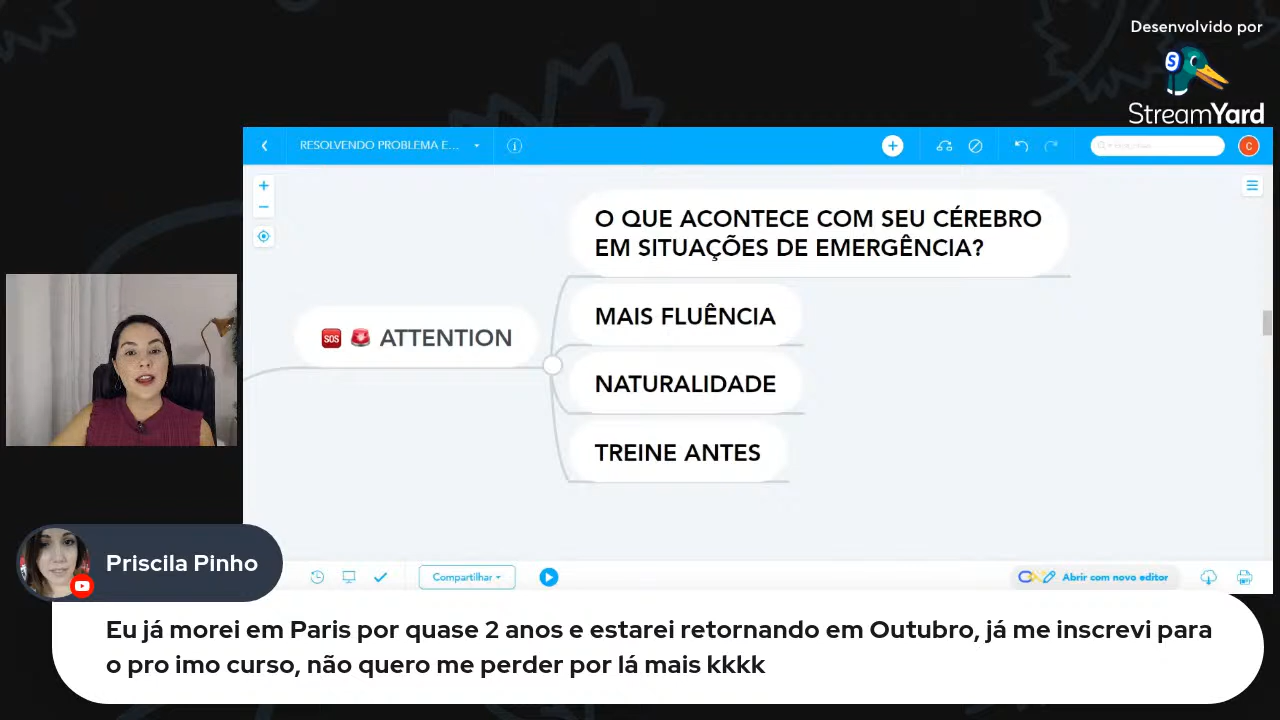 Desenvolvido por
StreamYard
RESOLVENDO PROBLEMA E...
C
O QUE ACONTECE COM SEU CÉREBRO
EM SITUAÇÕES DE EMERGÊNCIA?
MAIS FLUÊNCIA
SOS ATTENTION
NATURALIDADE
TREINE ANTES
Priscila Pinho
Compartilhar
Abrir com novo editor
Eu já morei em Paris por quase 2 anos e estarei retornando em Outubro, já me inscrevi para
o pro imo curso, não quero me perder por lá mais kkkk